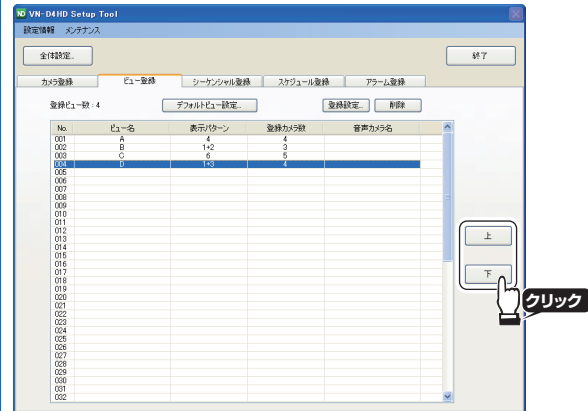 VN-D4HD Setup Tool
設定情報 メンテナンス
全体設定... 終了
カメラ登録 ビュー登録 シーケンシャル登録 スケジュール登録 アラーム登録
登録ビュー数 : 4 デフォルトビュー設定... 登録設定... 削除
No. ビュー名 表示パターン 登録カメラ数 音声カメラ名
001 A 4 4
002 B 1+2 3
003 C 6 5
004 D 1+3 4
005
006
007
008
009
010
011
012
013
014
015
016
017
018
019
020
021
022
023
024
025
026
027
028
029
030
031
032
上
下
クリック